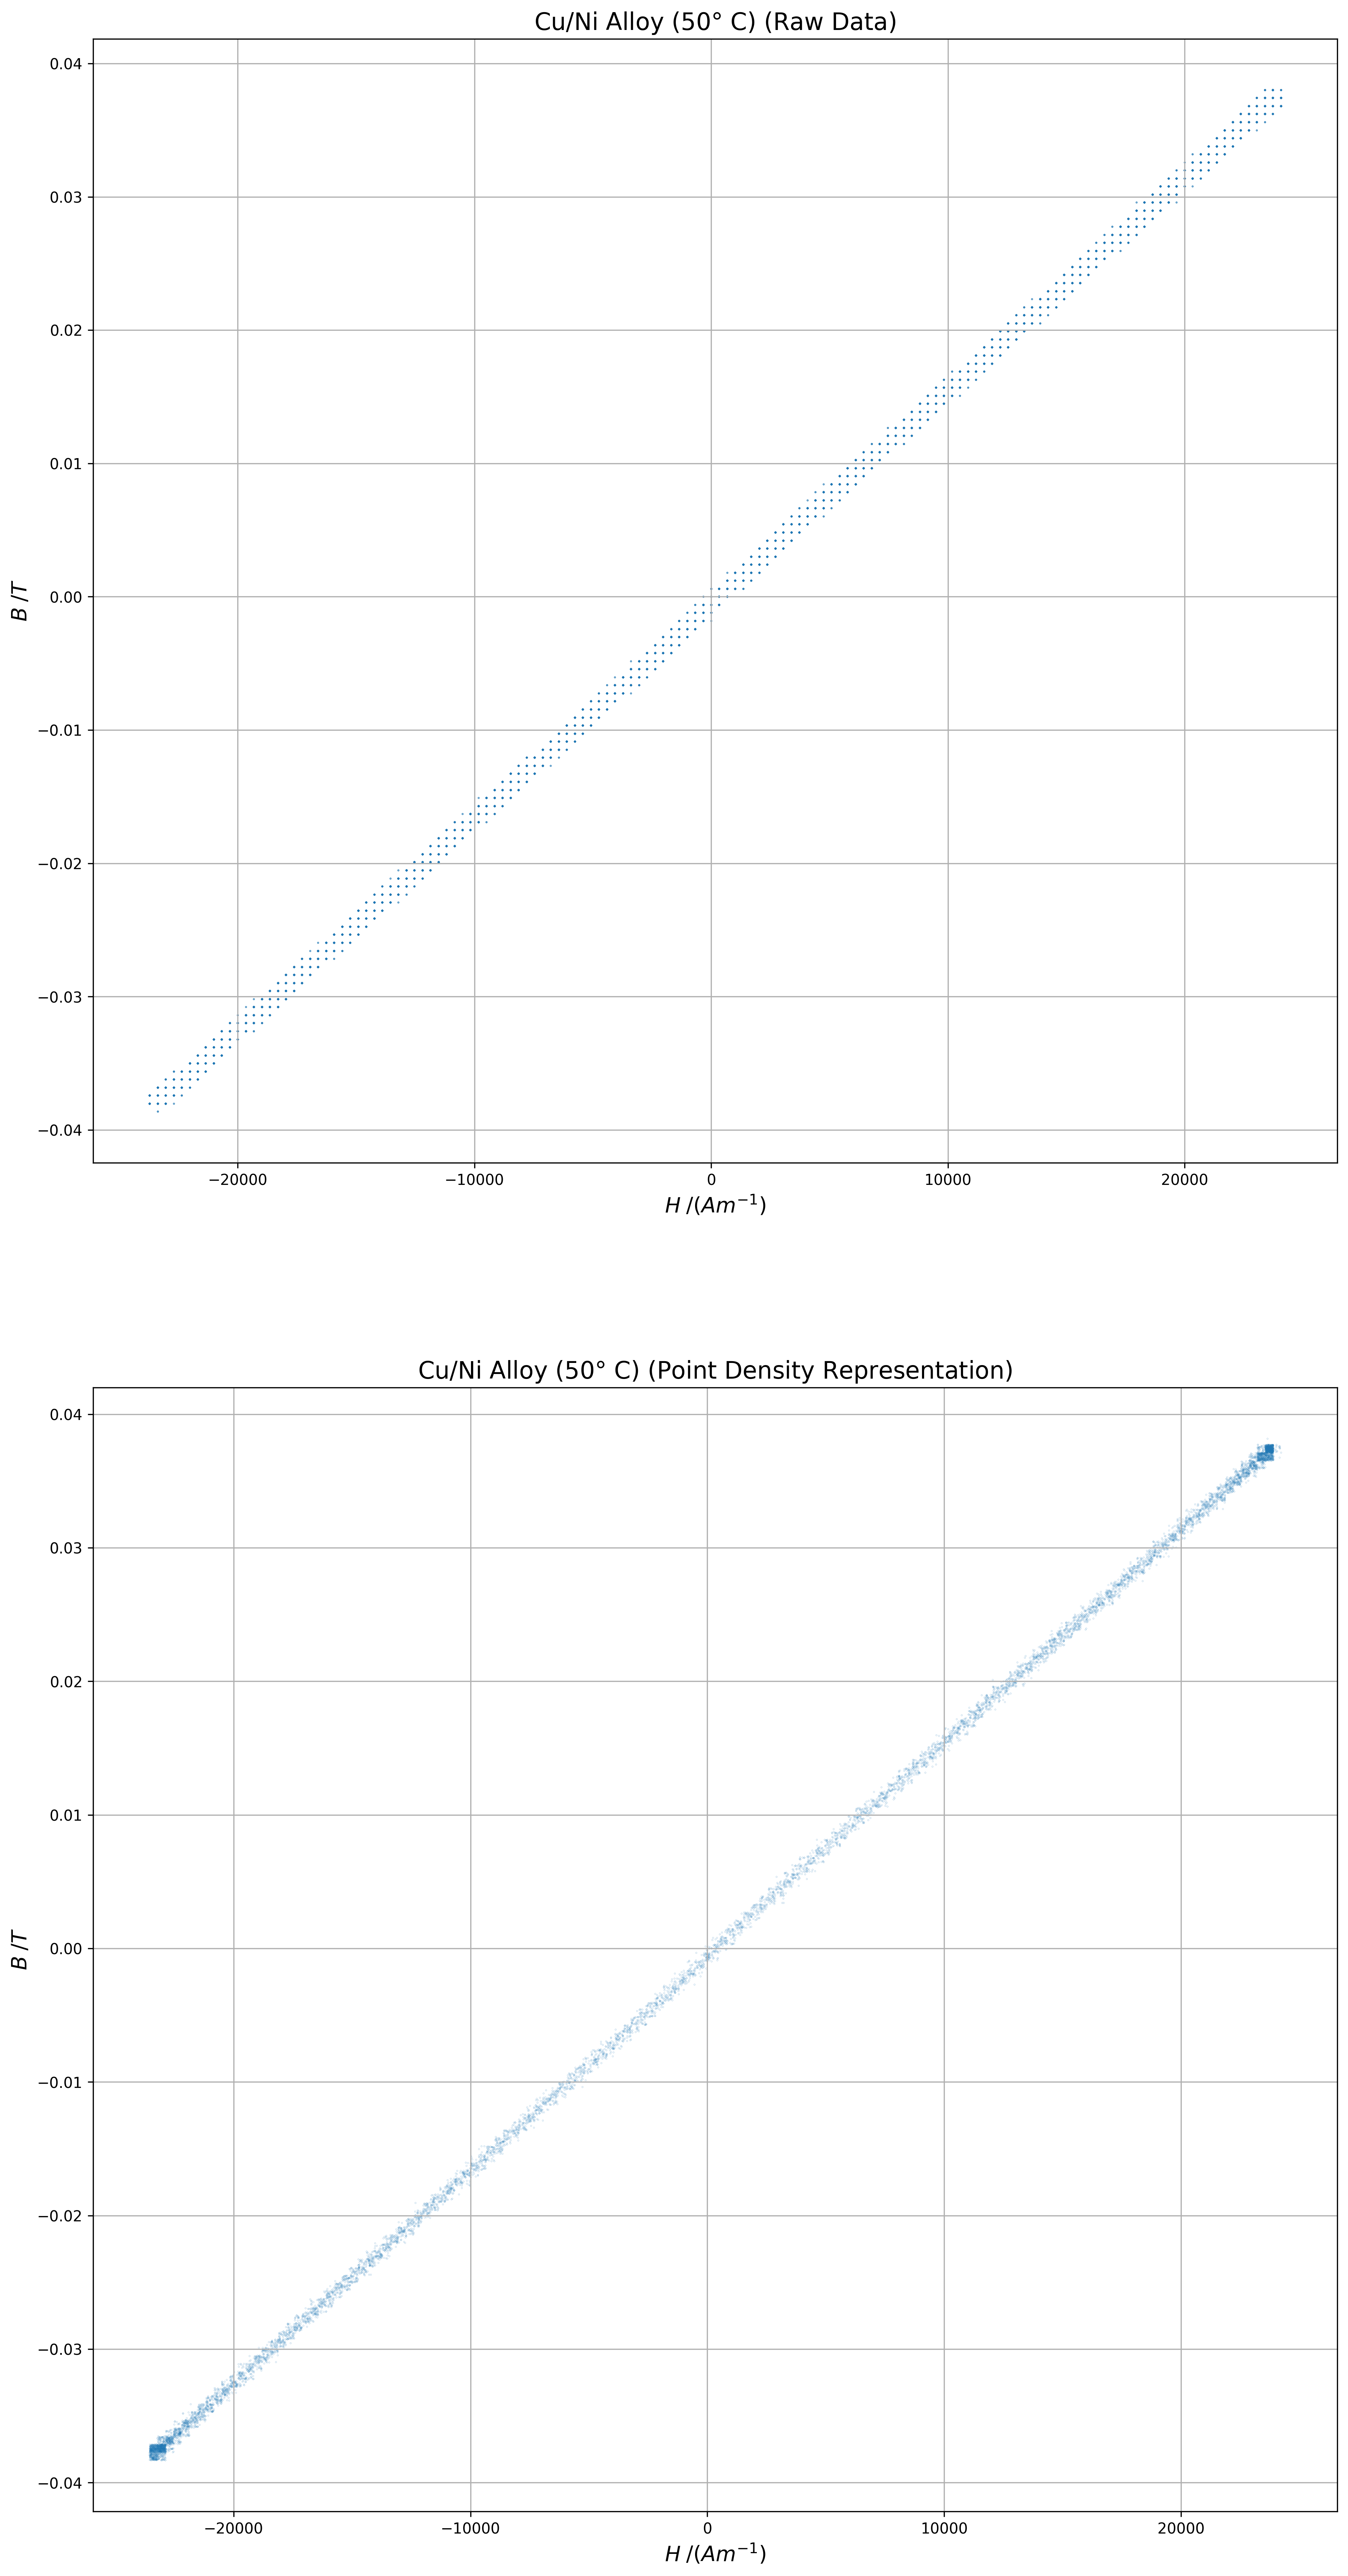 Cu/Ni Alloy (50° C) (Raw Data)
0.04
0.03
0.02
0.01
0.00
−0.01
−0.02
−0.03
−0.04
B /T
−20000 −10000 0 10000 20000
H /(Am⁻¹)
Cu/Ni Alloy (50° C) (Point Density Representation)
0.04
0.03
0.02
0.01
0.00
−0.01
−0.02
−0.03
−0.04
B /T
−20000 −10000 0 10000 20000
H /(Am⁻¹)